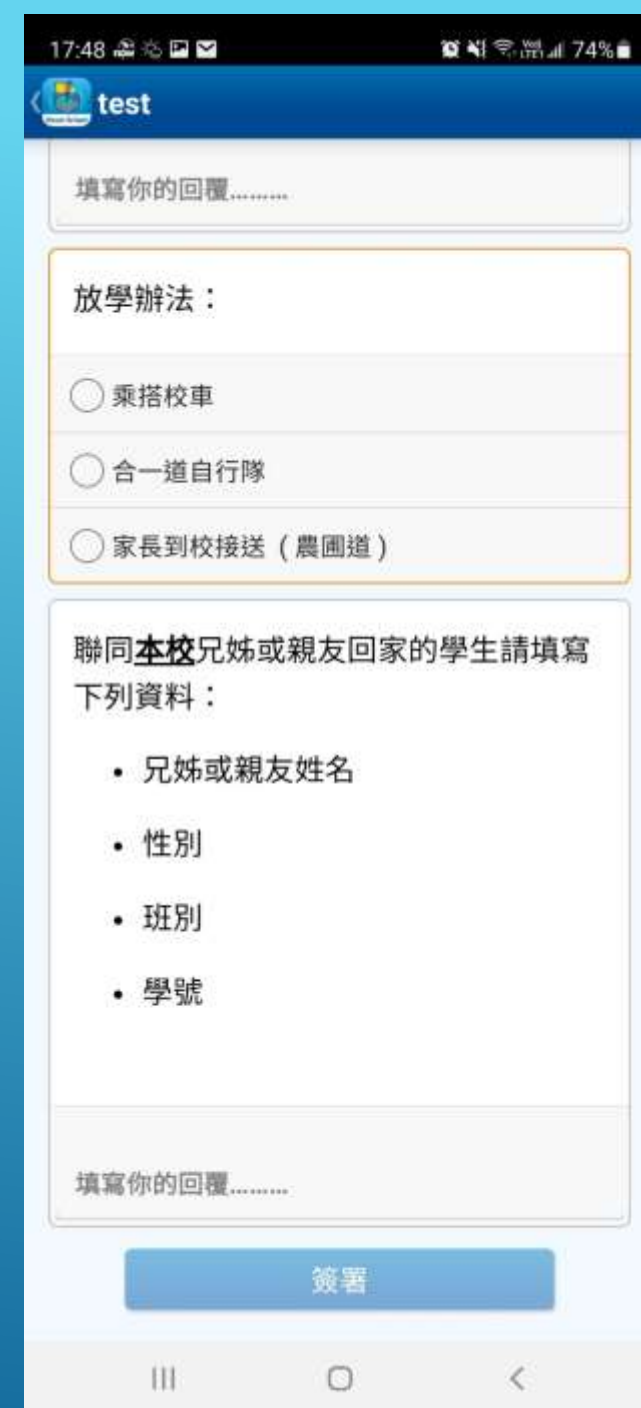 17:48 74%
test
填寫你的回覆.........
放學辦法：
乘搭校車
合一道自行隊
家長到校接送 ( 農圃道 )
聯同本校兄姊或親友回家的學生請填寫
下列資料：
• 兄姊或親友姓名
• 性別
• 班別
• 學號
填寫你的回覆.........
簽署